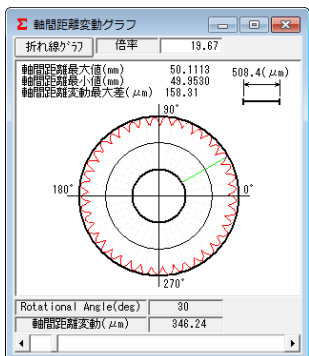 Σ 軸間距離変動グラフ
折れ線ｸﾞﾗﾌ 倍率 19.67
軸間距離最大値(mm) 50.1113
軸間距離最小値(mm) 49.9530
軸間距離変動最大差(μm) 158.31
508.4(μm)
90°
180°
0°
270°
Rotational Angle(deg) 30
軸間距離変動(μm) 346.24